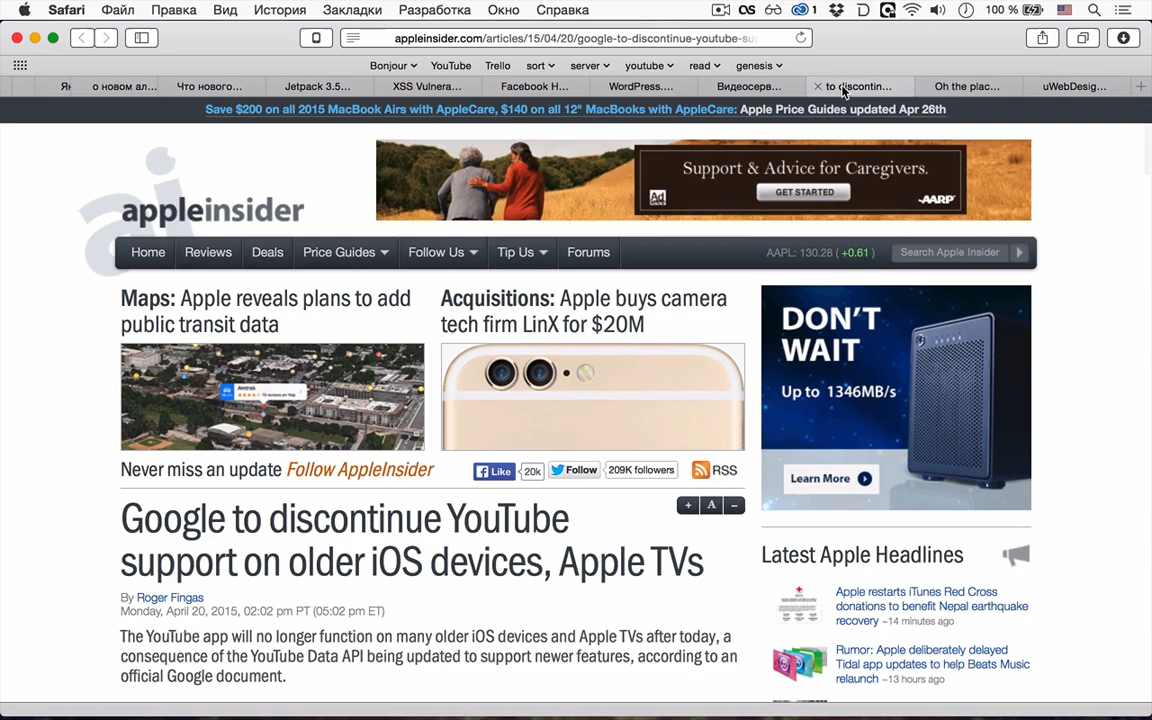 Safari Файл Правка Вид История Закладки Разработка Окно Справка 1 100 %
appleinsider.com/articles/15/04/20/google-to-discontinue-youtube-su
Bonjour YouTube Trello sort server youtube read genesis
о новом ал... Что нового... Jetpack 3.5... XSS Vulnera... Facebook H... WordPress.... Видеосерв... to discontin... Oh the plac... uWebDesig...
Save $200 on all 2015 MacBook Airs with AppleCare, $140 on all 12" MacBooks with AppleCare: Apple Price Guides updated Apr 26th
Support & Advice for Caregivers.
GET STARTED
Ad
AARP
ai
appleinsider
Home Reviews Deals Price Guides Follow Us Tip Us Forums AAPL: 130.28 ( +0.61 ) Search Apple Insider
Maps: Apple reveals plans to add
public transit data
Acquisitions: Apple buys camera
tech firm LinX for $20M
DON'T
WAIT
Up to 1346MB/s
Learn More
Amtrak
Never miss an update Follow AppleInsider
Like 20k Follow 209K followers RSS
+ A −
Google to discontinue YouTube
support on older iOS devices, Apple TVs
By Roger Fingas
Monday, April 20, 2015, 02:02 pm PT (05:02 pm ET)
The YouTube app will no longer function on many older iOS devices and Apple TVs after today, a
consequence of the YouTube Data API being updated to support newer features, according to an
official Google document.
Latest Apple Headlines
Apple restarts iTunes Red Cross
donations to benefit Nepal earthquake
recovery ~14 minutes ago
Rumor: Apple deliberately delayed
Tidal app updates to help Beats Music
relaunch ~13 hours ago